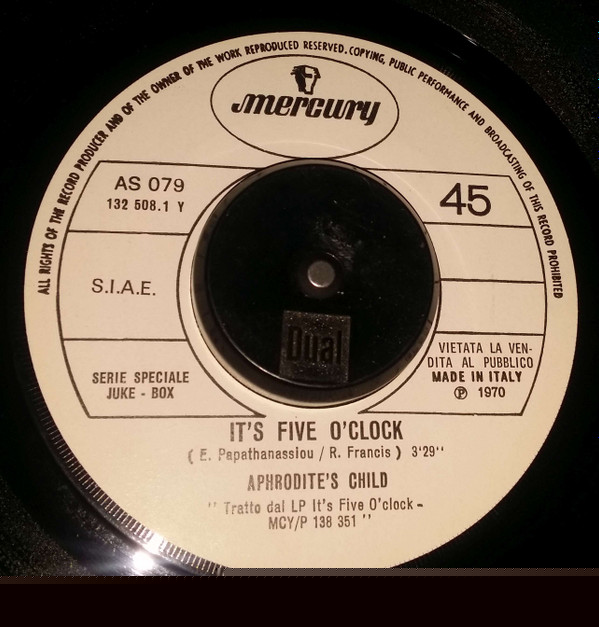 ALL RIGHTS OF THE RECORD PRODUCER AND OF THE OWNER OF THE WORK REPRODUCED RESERVED. COPYING, PUBLIC PERFORMANCE AND BROADCASTING OF THIS RECORD PROHIBITED
mercury
AS 079
132 508.1 Y
45
S.I.A.E.
Dual
VIETATA LA VEN-
DITA AL PUBBLICO
MADE IN ITALY
℗ 1970
SERIE SPECIALE
JUKE - BOX
IT'S FIVE O'CLOCK
( E. Papathanassiou / R. Francis ) 3'29''
APHRODITE'S CHILD
'' Tratto dal LP It's Five O'clock -
MCY/P 138 351 ''